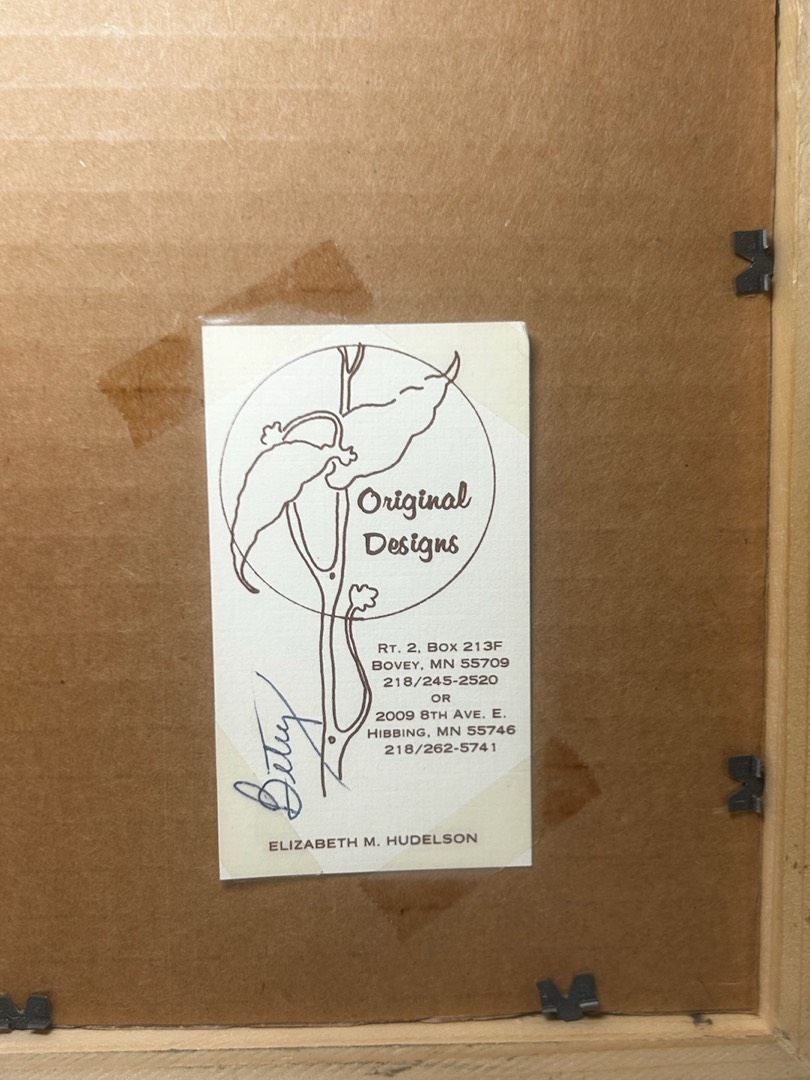 Original
Designs
RT. 2, BOX 213F
BOVEY, MN 55709
218/245-2520
OR
2009 8TH AVE. E.
HIBBING, MN 55746
218/262-5741
Betsy
ELIZABETH M. HUDELSON